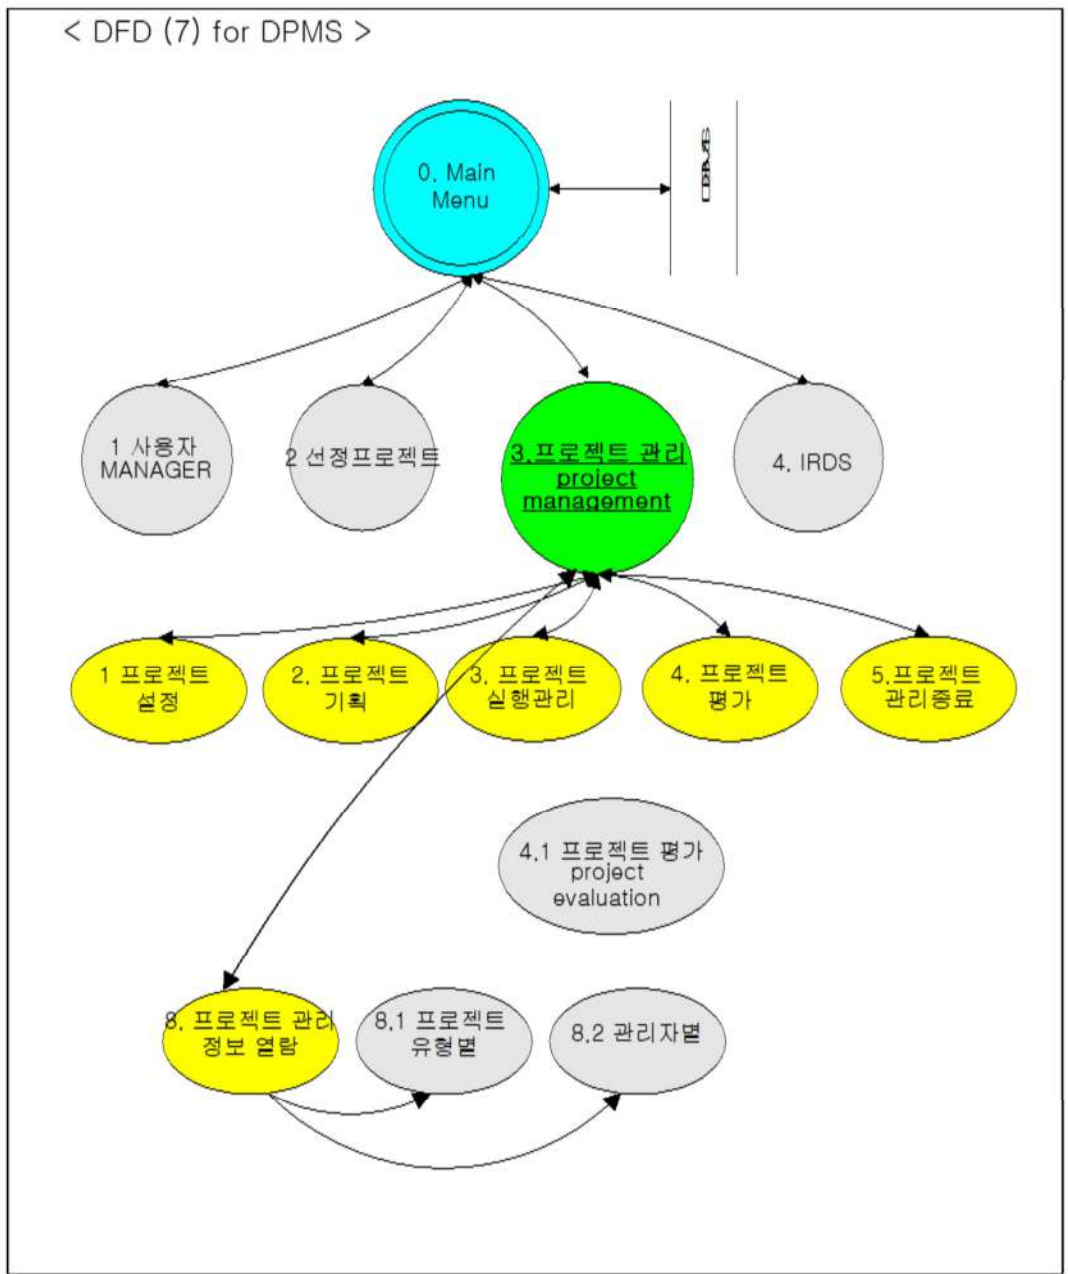 < DFD (7) for DPMS >
0. Main
Menu
1 사용자
MANAGER
2 선정프로젝트
3.프로젝트 관리
project
management
4. IRDS
1 프로젝트
설정
2. 프로젝트
기획
3. 프로젝트
실행관리
4. 프로젝트
평가
5.프로젝트
관리종료
4.1 프로젝트 평가
project
evaluation
8. 프로젝트 관리
정보 열람
8.1 프로젝트
유형별
8.2 관리자별